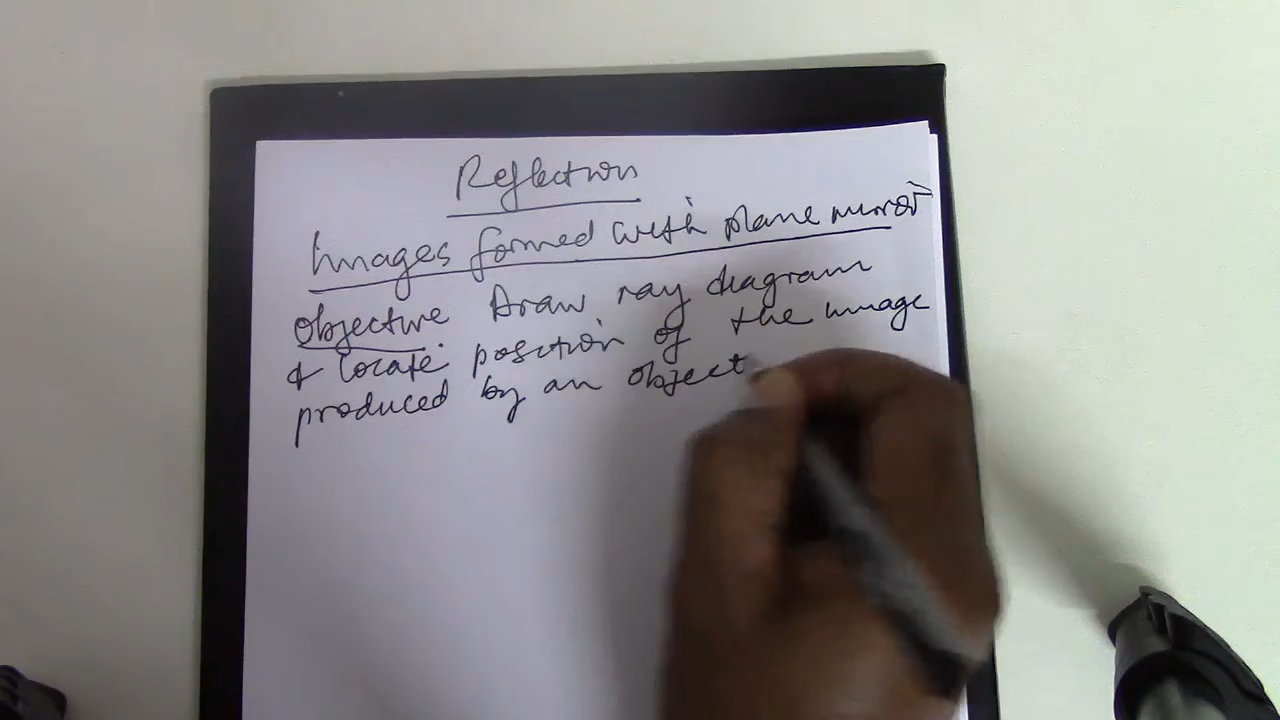 Reflection
Images formed with plane mirror
Objective Draw ray diagram
& locate position of the image
produced by an object